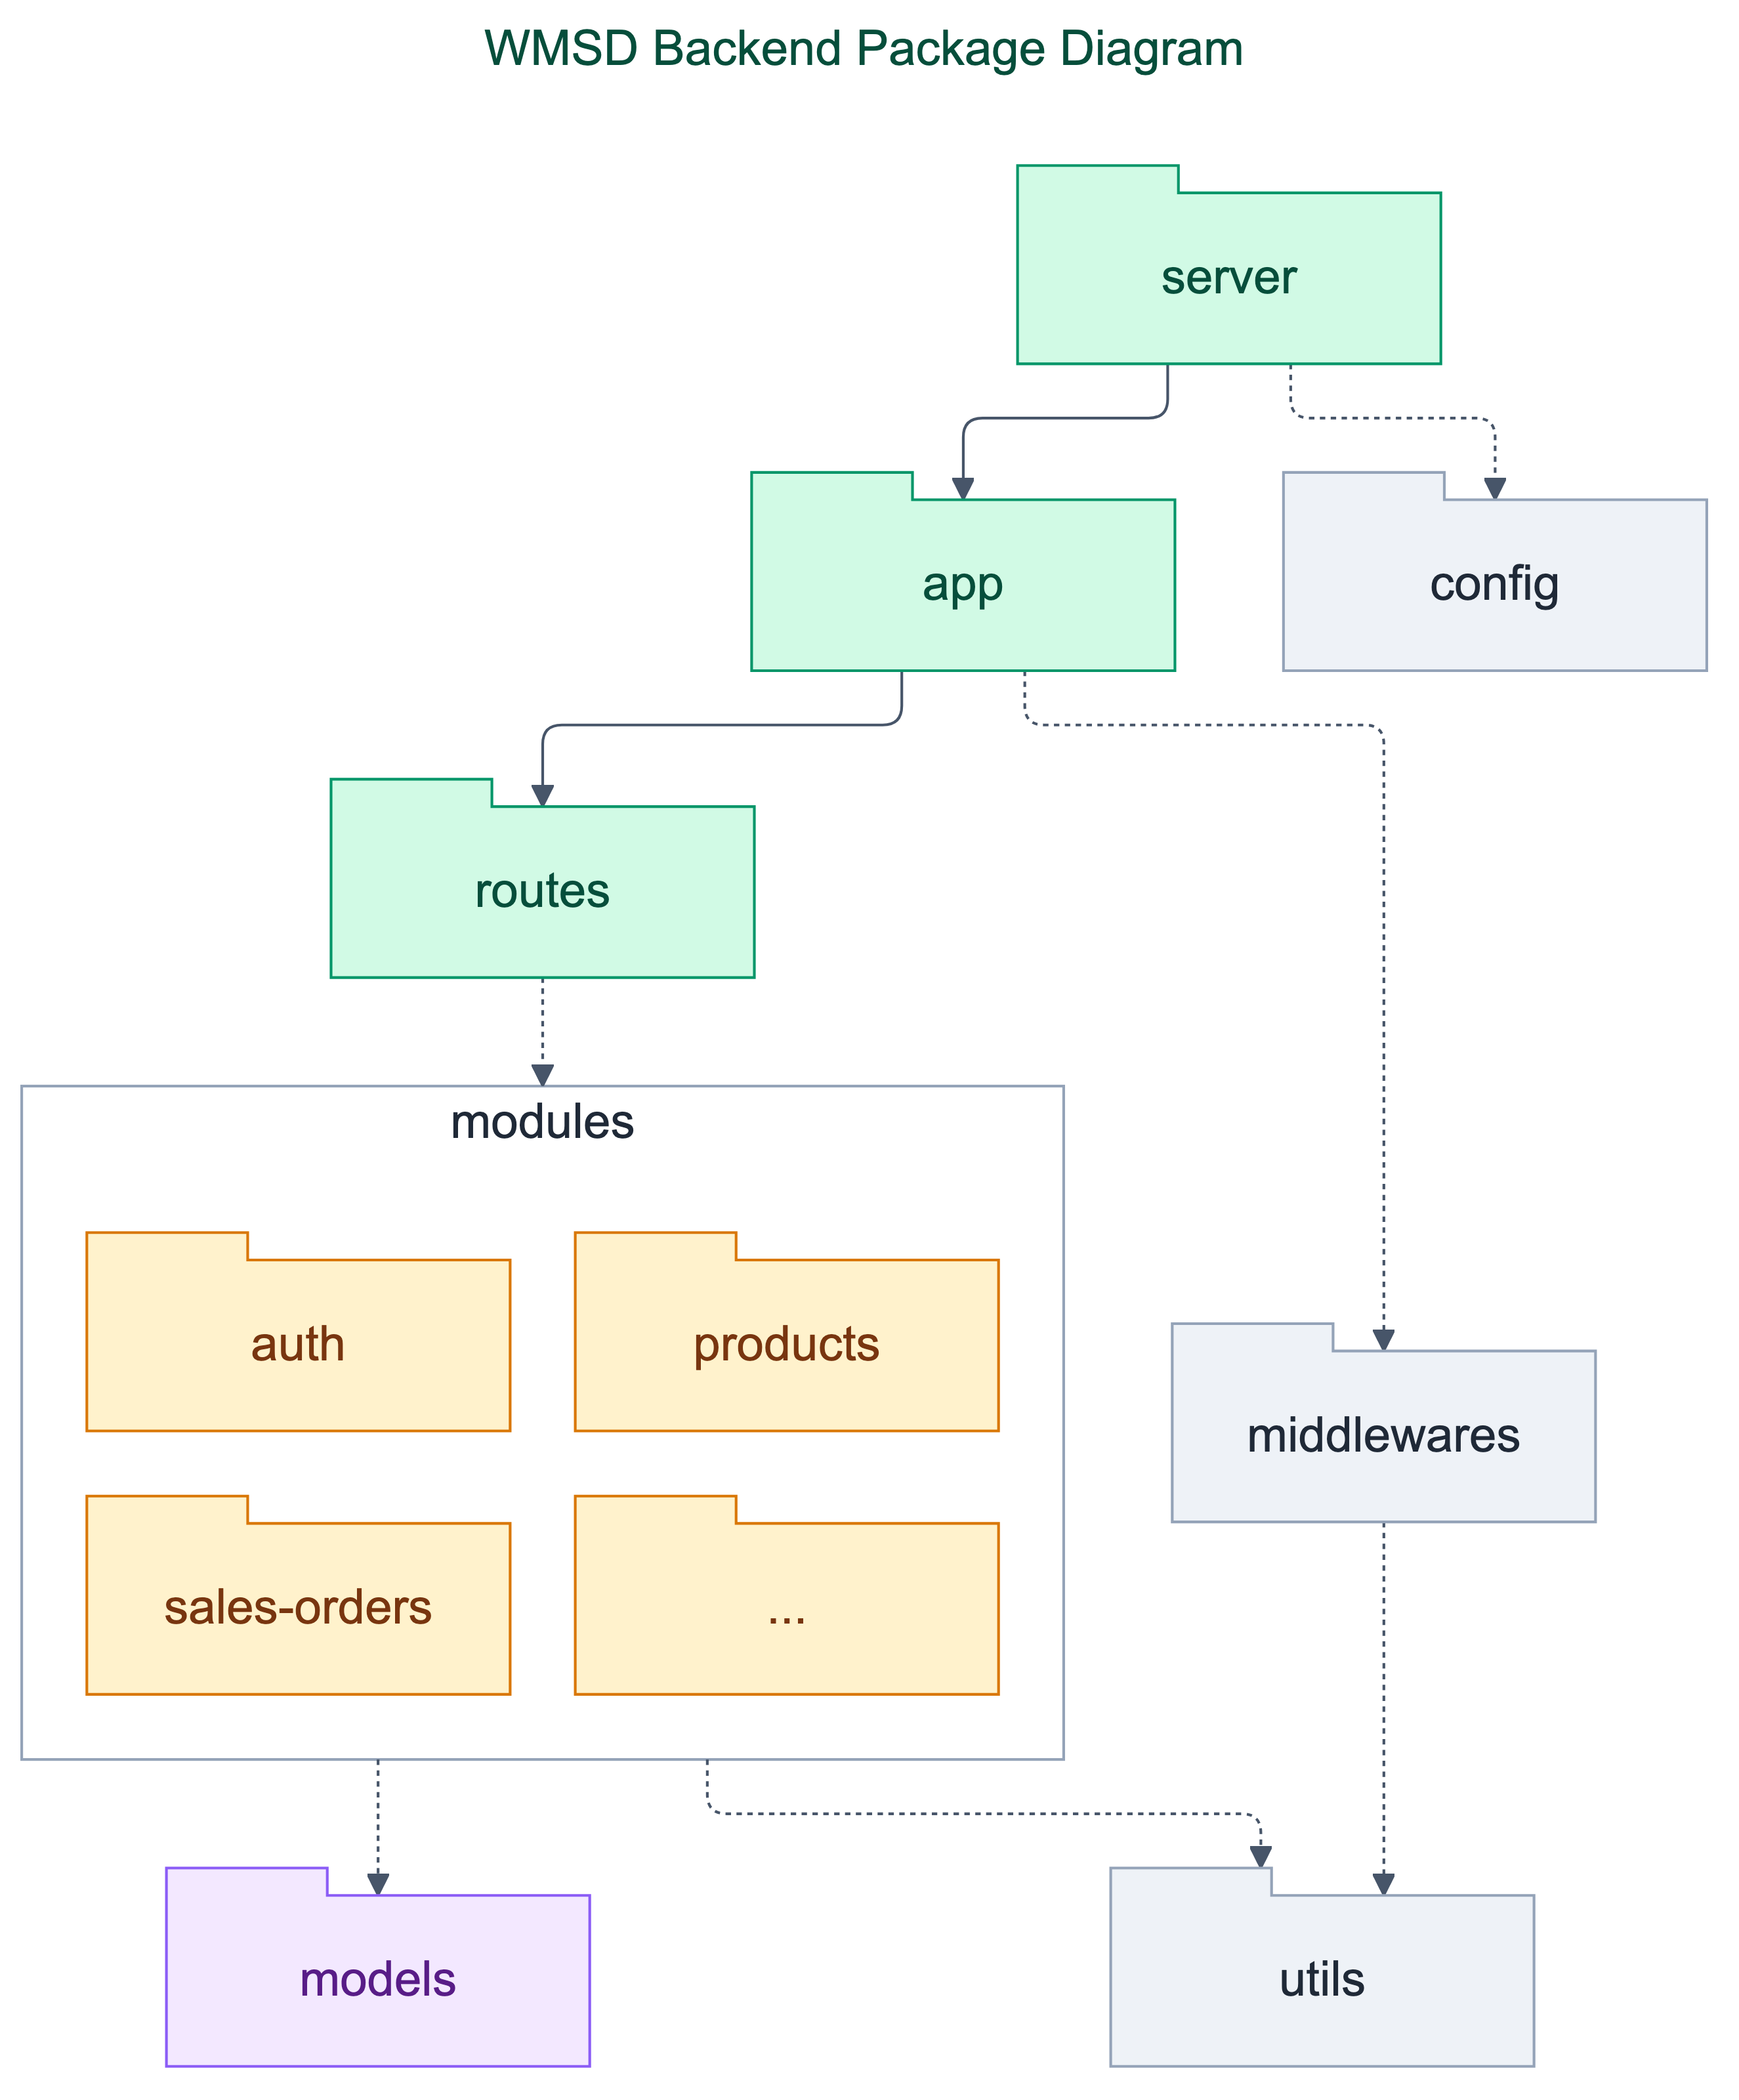 WMSD Backend Package Diagram
server
app
config
routes
modules
auth
products
middlewares
sales-orders
...
models
utils